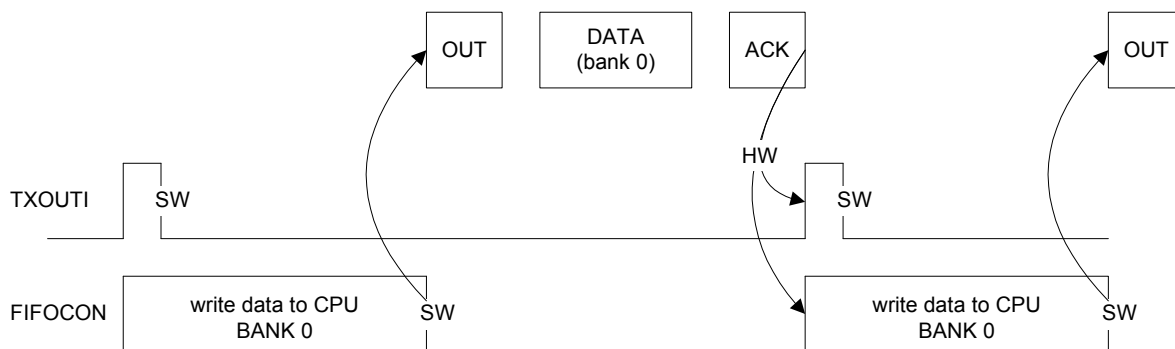 OUT
DATA
(bank 0)
ACK
OUT
HW
TXOUTI
SW
SW
FIFOCON
write data to CPU
BANK 0
SW
write data to CPU
BANK 0
SW